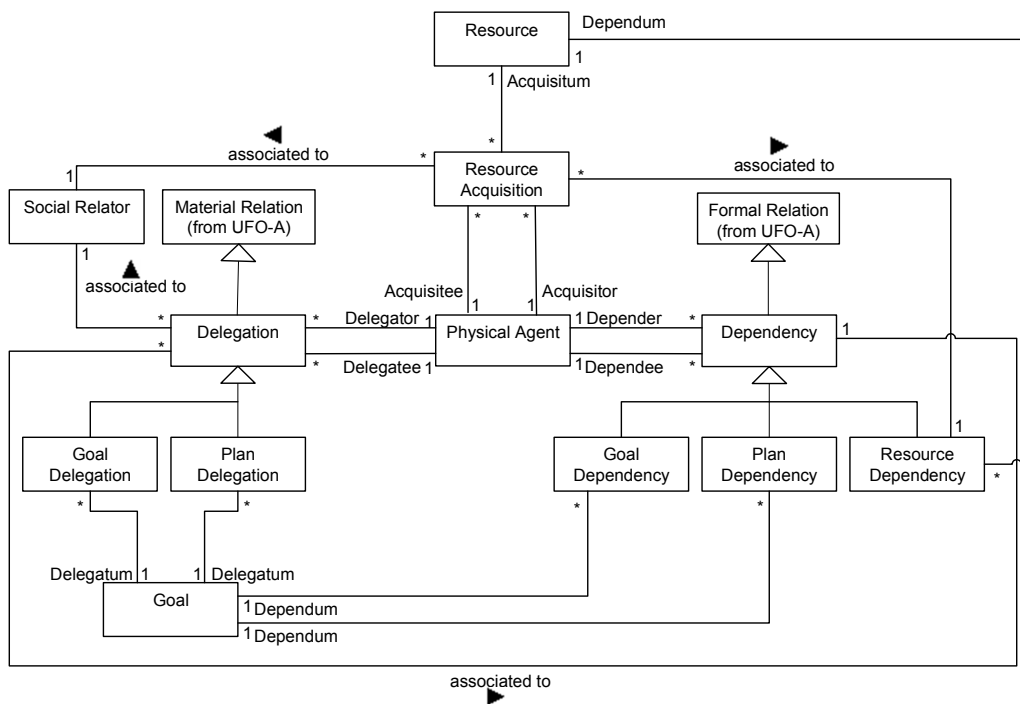 Resource
Dependum
1
1
Acquisitum
*
associated to
*
Resource
Acquisition
*
associated to
1
Social Relator
Material Relation
(from UFO-A)
*
*
Formal Relation
(from UFO-A)
1
associated to
Acquisitee
1
1
Acquisitor
*
Delegation
*
Delegator
1
Physical Agent
1
Depender
*
Dependency
1
*
*
Delegatee
1
1
Dependee
*
Goal
Delegation
Plan
Delegation
Goal
Dependency
Plan
Dependency
1
Resource
Dependency
*
*
*
*
*
Delegatum
1
1
Delegatum
Goal
1
Dependum
1
Dependum
associated to